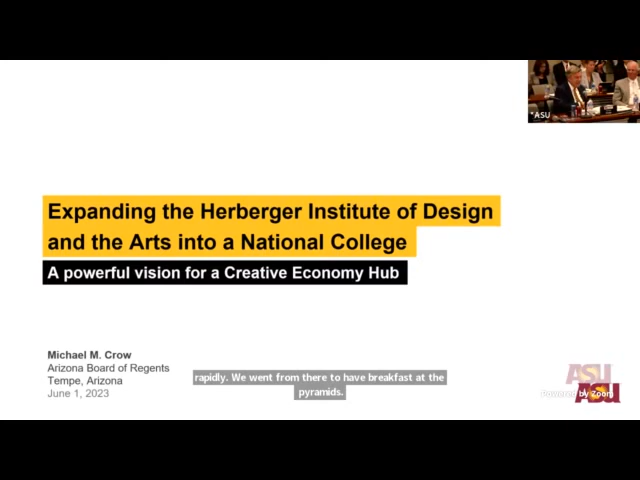 ASU
Expanding the Herberger Institute of Design
and the Arts into a National College
A powerful vision for a Creative Economy Hub
Michael M. Crow
Arizona Board of Regents
Tempe, Arizona
June 1, 2023
rapidly. We went from there to have breakfast at the
pyramids.
ASU
Powered by Zoom
ASU